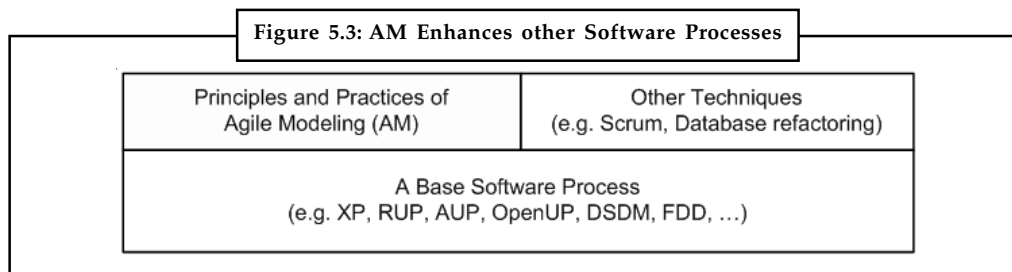 Figure 5.3: AM Enhances other Software Processes
Principles and Practices of
Agile Modeling (AM)
Other Techniques
(e.g. Scrum, Database refactoring)
A Base Software Process
(e.g. XP, RUP, AUP, OpenUP, DSDM, FDD, …)